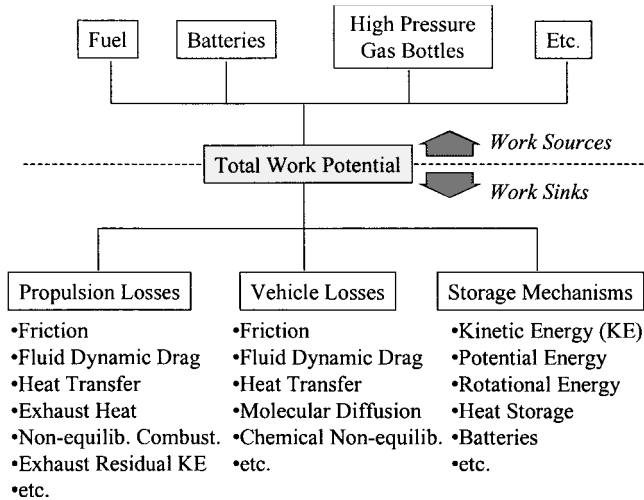 Fuel
Batteries
High Pressure
Gas Bottles
Etc.
Total Work Potential
Work Sources
Work Sinks
Propulsion Losses
•Friction
•Fluid Dynamic Drag
•Heat Transfer
•Exhaust Heat
•Non-equilib. Combust.
•Exhaust Residual KE
•etc.
Vehicle Losses
•Friction
•Fluid Dynamic Drag
•Heat Transfer
•Molecular Diffusion
•Chemical Non-equilib.
•etc.
Storage Mechanisms
•Kinetic Energy (KE)
•Potential Energy
•Rotational Energy
•Heat Storage
•Batteries
•etc.